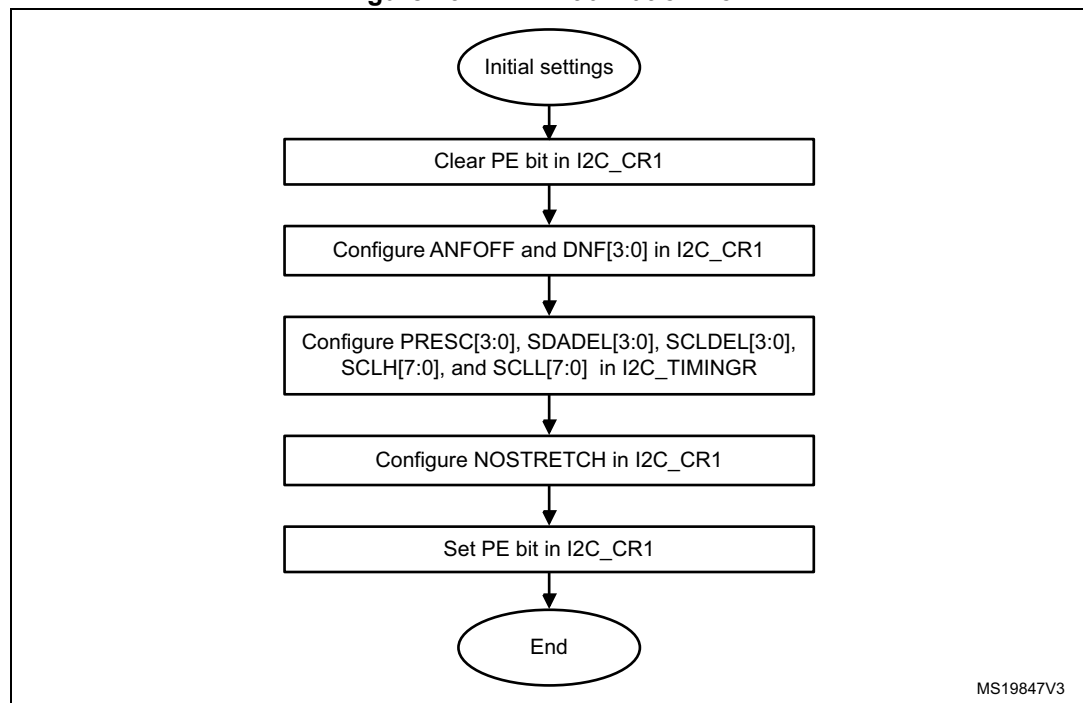 Initial settings
Clear PE bit in I2C_CR1
Configure ANFOFF and DNF[3:0] in I2C_CR1
Configure PRESC[3:0], SDADEL[3:0], SCLDEL[3:0],
SCLH[7:0], and SCLL[7:0] in I2C_TIMINGR
Configure NOSTRETCH in I2C_CR1
Set PE bit in I2C_CR1
End
MS19847V3